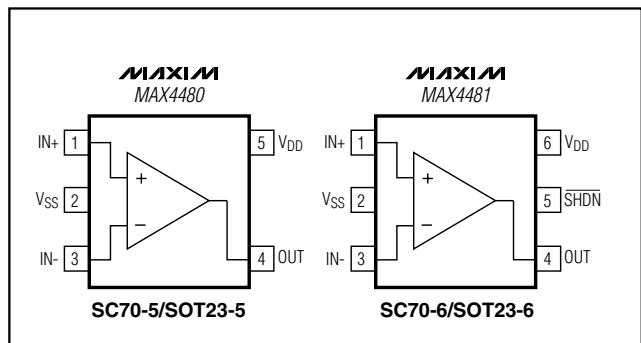 MAXIM
MAX4480
IN+ 1
5 VDD
+
VSS 2
−
IN- 3
4 OUT
SC70-5/SOT23-5
MAXIM
MAX4481
IN+ 1
6 VDD
+
VSS 2
5 SHDN
−
IN- 3
4 OUT
SC70-6/SOT23-6